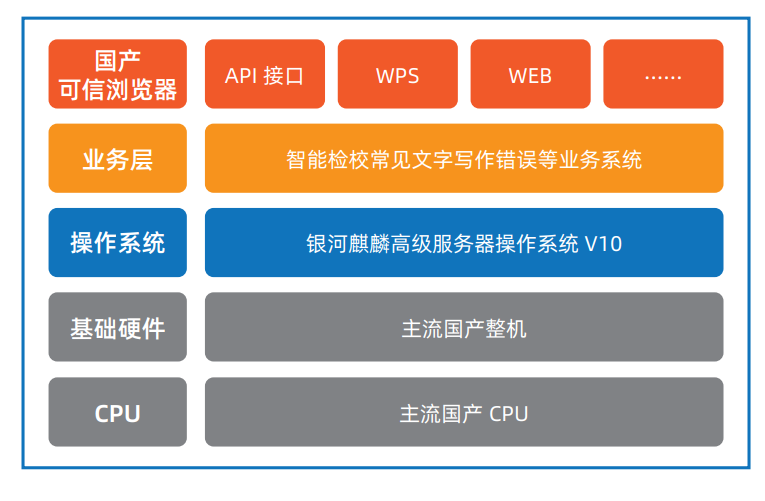 国产
可信浏览器
API 接口
WPS
WEB
······
业务层
智能检校常见文字写作错误等业务系统
操作系统
银河麒麟高级服务器操作系统 V10
基础硬件
主流国产整机
CPU
主流国产 CPU